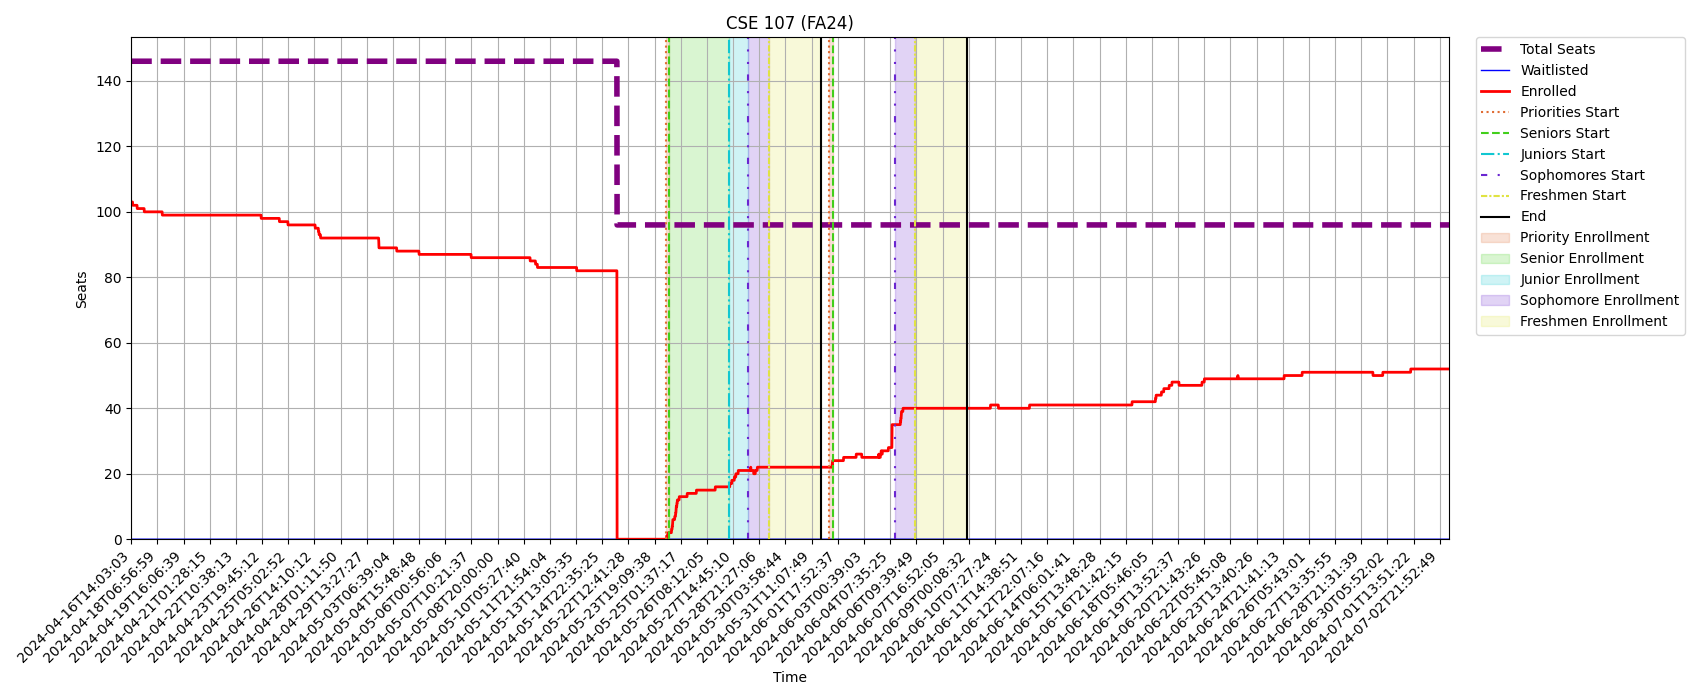 CSE 107 (FA24)
Seats
140
120
100
80
60
40
20
0
2024-04-16T14:03:03
2024-04-18T06:56:59
2024-04-19T16:06:39
2024-04-21T01:28:15
2024-04-22T10:38:13
2024-04-23T19:45:12
2024-04-25T05:02:52
2024-04-26T14:10:12
2024-04-28T01:11:50
2024-04-29T13:27:27
2024-05-03T06:39:04
2024-05-04T15:48:48
2024-05-06T00:56:06
2024-05-07T10:21:37
2024-05-08T20:00:00
2024-05-10T05:27:40
2024-05-11T21:54:04
2024-05-13T13:05:35
2024-05-14T22:35:25
2024-05-22T12:41:28
2024-05-23T19:09:38
2024-05-25T01:37:17
2024-05-26T08:12:05
2024-05-27T14:45:10
2024-05-28T21:27:06
2024-05-30T03:58:44
2024-05-31T11:07:49
2024-06-01T17:52:37
2024-06-03T00:39:03
2024-06-04T07:35:25
2024-06-06T09:39:49
2024-06-07T16:52:05
2024-06-09T00:08:32
2024-06-10T07:27:24
2024-06-11T14:38:51
2024-06-12T22:07:16
2024-06-14T06:01:41
2024-06-15T13:48:28
2024-06-16T21:42:15
2024-06-18T05:46:05
2024-06-19T13:52:37
2024-06-20T21:43:26
2024-06-22T05:45:08
2024-06-23T13:40:26
2024-06-24T21:41:13
2024-06-26T05:43:01
2024-06-27T13:35:55
2024-06-28T21:31:39
2024-06-30T05:52:02
2024-07-01T13:51:22
2024-07-02T21:52:49
Time
Total Seats
Waitlisted
Enrolled
Priorities Start
Seniors Start
Juniors Start
Sophomores Start
Freshmen Start
End
Priority Enrollment
Senior Enrollment
Junior Enrollment
Sophomore Enrollment
Freshmen Enrollment